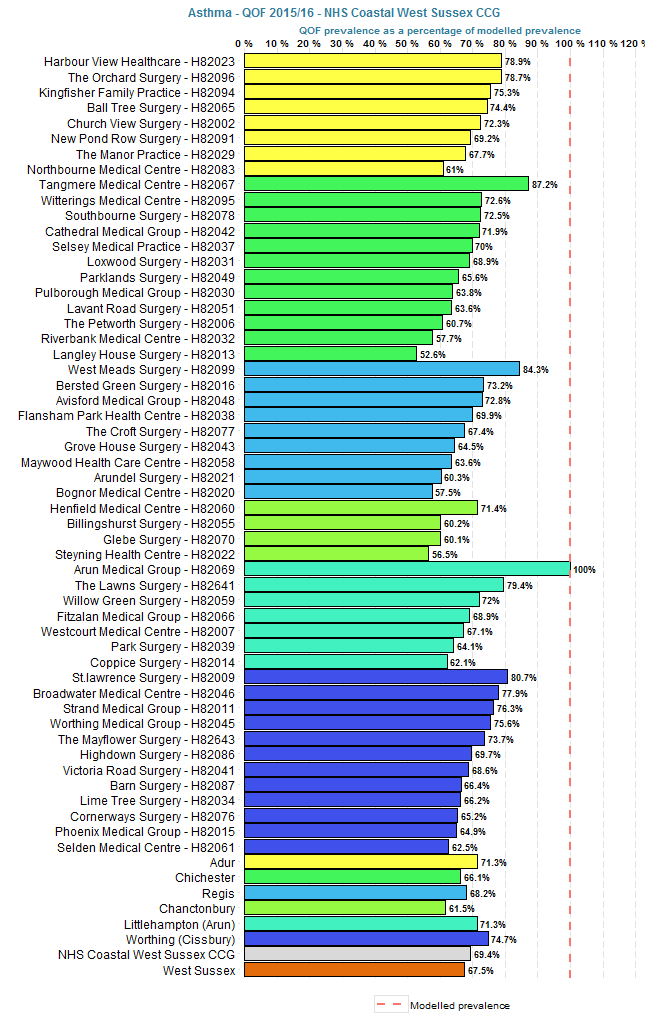 Asthma - QOF 2015/16 - NHS Coastal West Sussex CCG
QOF prevalence as a percentage of modelled prevalence
0 % 10 % 20 % 30 % 40 % 50 % 60 % 70 % 80 % 90 % 100 % 110 % 120 %
Harbour View Healthcare - H82023 78.9%
The Orchard Surgery - H82096 78.7%
Kingfisher Family Practice - H82094 75.3%
Ball Tree Surgery - H82065 74.4%
Church View Surgery - H82002 72.3%
New Pond Row Surgery - H82091 69.2%
The Manor Practice - H82029 67.7%
Northbourne Medical Centre - H82083 61%
Tangmere Medical Centre - H82067 87.2%
Witterings Medical Centre - H82095 72.6%
Southbourne Surgery - H82078 72.5%
Cathedral Medical Group - H82042 71.9%
Selsey Medical Practice - H82037 70%
Loxwood Surgery - H82031 68.9%
Parklands Surgery - H82049 65.6%
Pulborough Medical Group - H82030 63.8%
Lavant Road Surgery - H82051 63.6%
The Petworth Surgery - H82006 60.7%
Riverbank Medical Centre - H82032 57.7%
Langley House Surgery - H82013 52.6%
West Meads Surgery - H82099 84.3%
Bersted Green Surgery - H82016 73.2%
Avisford Medical Group - H82048 72.8%
Flansham Park Health Centre - H82038 69.9%
The Croft Surgery - H82077 67.4%
Grove House Surgery - H82043 64.5%
Maywood Health Care Centre - H82058 63.6%
Arundel Surgery - H82021 60.3%
Bognor Medical Centre - H82020 57.5%
Henfield Medical Centre - H82060 71.4%
Billingshurst Surgery - H82055 60.2%
Glebe Surgery - H82070 60.1%
Steyning Health Centre - H82022 56.5%
Arun Medical Group - H82069 100%
The Lawns Surgery - H82641 79.4%
Willow Green Surgery - H82059 72%
Fitzalan Medical Group - H82066 68.9%
Westcourt Medical Centre - H82007 67.1%
Park Surgery - H82039 64.1%
Coppice Surgery - H82014 62.1%
St.lawrence Surgery - H82009 80.7%
Broadwater Medical Centre - H82046 77.9%
Strand Medical Group - H82011 76.3%
Worthing Medical Group - H82045 75.6%
The Mayflower Surgery - H82643 73.7%
Highdown Surgery - H82086 69.7%
Victoria Road Surgery - H82041 68.6%
Barn Surgery - H82087 66.4%
Lime Tree Surgery - H82034 66.2%
Cornerways Surgery - H82076 65.2%
Phoenix Medical Group - H82015 64.9%
Selden Medical Centre - H82061 62.5%
Adur 71.3%
Chichester 66.1%
Regis 68.2%
Chanctonbury 61.5%
Littlehampton (Arun) 71.3%
Worthing (Cissbury) 74.7%
NHS Coastal West Sussex CCG 69.4%
West Sussex 67.5%
Modelled prevalence